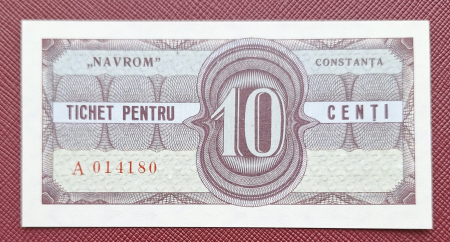 „NAVROM” CONSTANȚA
TICHET PENTRU 10 CENȚI
A 014180